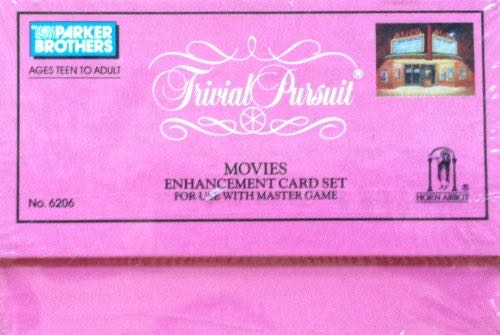 PARKER
BROTHERS
AGES TEEN TO ADULT
Trivial Pursuit®
MOVIES
ENHANCEMENT CARD SET
FOR USE WITH MASTER GAME
No. 6206
HORN ABBOT ®